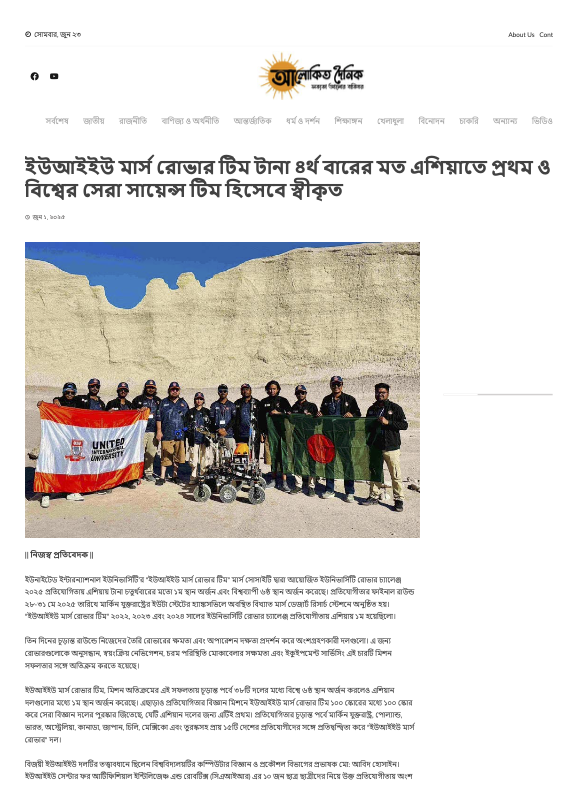 সোমবার, জুন ২৩
About Us Cont
আলোকিত দৈনিক
সর্বশেষ জাতীয় রাজনীতি বাণিজ্য ও অর্থনীতি আন্তর্জাতিক ধর্ম ও দর্শন শিক্ষাঙ্গন খেলাধুলা বিনোদন চাকরি অন্যান্য ভিডিও
ইউআইইউ মার্স রোভার টিম টানা ৪র্থ বারের মত এশিয়াতে প্রথম ও
বিশ্বের সেরা সায়েন্স টিম হিসেবে স্বীকৃত
জুন ১, ২০২৫
UNITED
INTERNATIONAL
UNIVERSITY
|| নিজস্ব প্রতিবেদক ||
ইউনাইটেড ইন্টারন্যাশনাল ইউনিভার্সিটি'র "ইউআইইউ মার্স রোভার টিম" মার্স সোসাইটি দ্বারা আয়োজিত ইউনিভার্সিটি রোভার চ্যালেঞ্জ
২০২৫ প্রতিযোগিতায় এশিয়ায় টানা চতুর্থবারের মতো ১ম স্থান অর্জন এবং বিশ্বব্যাপী ৬ষ্ঠ স্থান অর্জন করেছে। প্রতিযোগীতার ফাইনাল রাউন্ড
২৮-৩১ মে ২০২৫ তারিখে মার্কিন যুক্তরাষ্ট্রের ইউটা স্টেটের হ্যাঙ্কসভিলে অবস্থিত বিখ্যাত মার্স ডেজার্ট রিসার্চ স্টেশনে অনুষ্ঠিত হয়।
"ইউআইইউ মার্স রোভার টিম" ২০২২, ২০২৩ এবং ২০২৪ সালের ইউনিভার্সিটি রোভার চ্যালেঞ্জ প্রতিযোগীতায় এশিয়ায় ১ম হয়েছিলো।
তিন দিনের চূড়ান্ত রাউন্ডে নিজেদের তৈরি রোভারের ক্ষমতা এবং অপারেশন দক্ষতা প্রদর্শন করে অংশগ্রহণকারী দলগুলো। এ জন্য
রোভারগুলোকে অনুসন্ধান, স্বয়ংক্রিয় নেভিগেশন, চরম পরিস্থিতি মোকাবেলার সক্ষমতা এবং ইকুইপমেন্ট সার্ভিসিং এই চারটি মিশন
সফলতার সঙ্গে অতিক্রম করতে হয়েছে।
ইউআইইউ মার্স রোভার টিম, মিশন অতিক্রমের এই সফলতায় চূড়ান্ত পর্বে ৩৮টি দলের মধ্যে বিশ্বে ৬ষ্ঠ স্থান অর্জন করলেও এশিয়ান
দলগুলোর মধ্যে ১ম স্থান অর্জন করেছে। এছাড়াও প্রতিযোগিতার বিজ্ঞান মিশনে ইউআইইউ মার্স রোভার টিম ১০০ স্কোরের মধ্যে ১০০ স্কোর
করে সেরা বিজ্ঞান দলের পুরস্কার জিতেছে, যেটি এশিয়ান দলের জন্য এটিই প্রথম। প্রতিযোগিতার চূড়ান্ত পর্বে মার্কিন যুক্তরাষ্ট্র, পোল্যান্ড,
ভারত, অস্ট্রেলিয়া, কানাডা, জাপান, চিলি, মেক্সিকো এবং তুরস্কসহ প্রায় ১৫টি দেশের প্রতিযোগীদের সঙ্গে প্রতিদ্বন্দ্বিতা করে "ইউআইইউ মার্স
রোভার" দল।
বিজয়ী ইউআইইউ দলটির তত্ত্বাবধানে ছিলেন বিশ্ববিদ্যালয়টির কম্পিউটার বিজ্ঞান ও প্রকৌশল বিভাগের প্রভাষক মো: আবিদ হোসাইন।
ইউআইইউ সেন্টার ফর আর্টিফিশিয়াল ইন্টিলিজেন্স এন্ড রোবটিক্স (সিএআইআর) এর ১০ জন ছাত্র ছাত্রীদের নিয়ে উক্ত প্রতিযোগীতায় অংশ